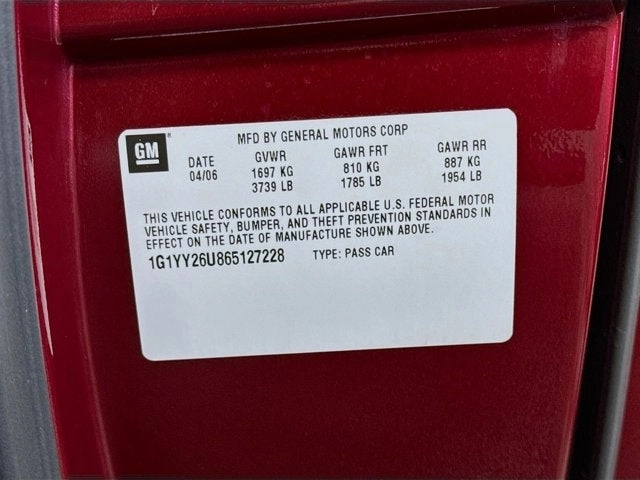 GM®
MFD BY GENERAL MOTORS CORP
DATE GVWR GAWR FRT GAWR RR
04/06 1697 KG 810 KG 887 KG
3739 LB 1785 LB 1954 LB
THIS VEHICLE CONFORMS TO ALL APPLICABLE U.S. FEDERAL MOTOR
VEHICLE SAFETY, BUMPER, AND THEFT PREVENTION STANDARDS IN
EFFECT ON THE DATE OF MANUFACTURE SHOWN ABOVE.
1G1YY26U865127228 TYPE: PASS CAR